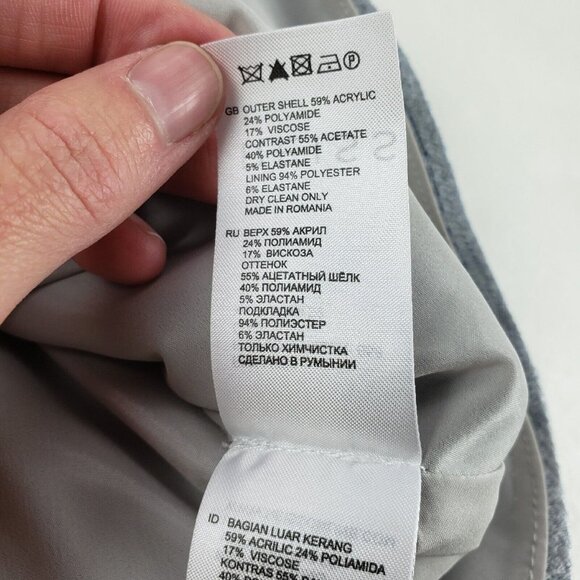 GB OUTER SHELL 59% ACRYLIC
24% POLYAMIDE
17% VISCOSE
CONTRAST 55% ACETATE
40% POLYAMIDE
5% ELASTANE
LINING 94% POLYESTER
6% ELASTANE
DRY CLEAN ONLY
MADE IN ROMANIA
RU ВЕРХ 59% АКРИЛ
24% ПОЛИАМИД
17% ВИСКОЗА
ОТТЕНОК
55% АЦЕТАТНЫЙ ШЁЛК
40% ПОЛИАМИД
5% ЭЛАСТАН
ПОДКЛАДКА
94% ПОЛИЭСТЕР
6% ЭЛАСТАН
ТОЛЬКО ХИМЧИСТКА
СДЕЛАНО В РУМЫНИИ
ID BAGIAN LUAR KERANG
59% ACRILIC 24% POLIAMIDA
17% VISCOSE
KONTRAS 55%
40%